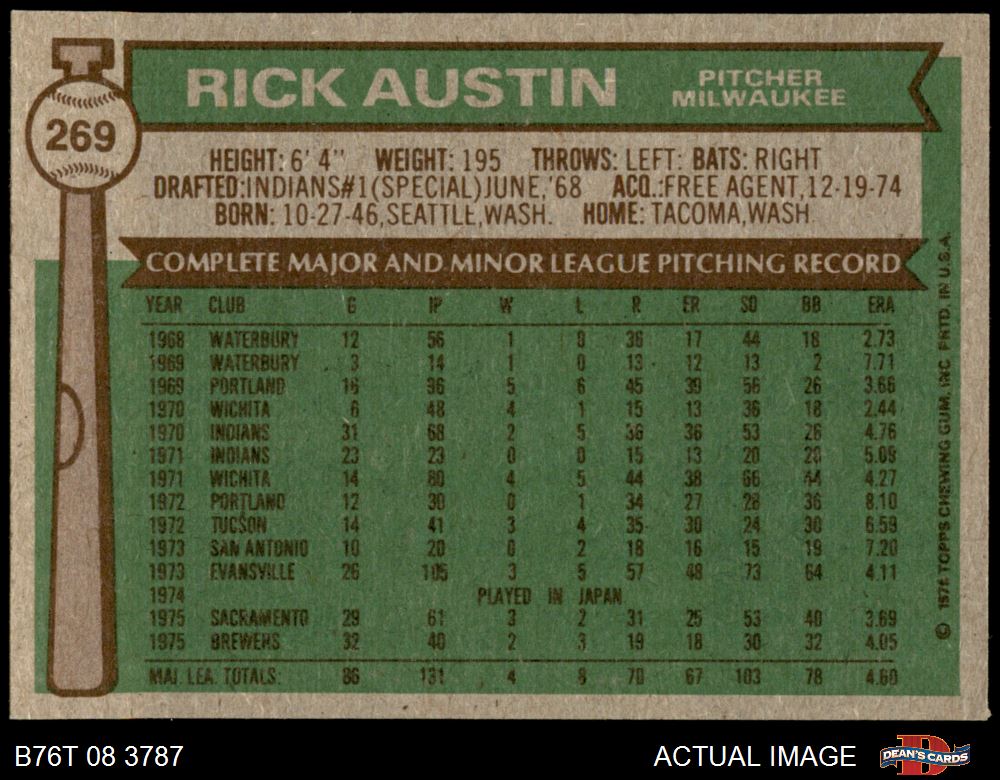 RICK AUSTIN
PITCHER
MILWAUKEE
269
HEIGHT: 6' 4" WEIGHT: 195 THROWS: LEFT: BATS: RIGHT
DRAFTED:INDIANS#1(SPECIAL)JUNE,'68 ACQ.:FREE AGENT,12-19-74
BORN: 10-27-46,SEATTLE,WASH. HOME: TACOMA,WASH.
COMPLETE MAJOR AND MINOR LEAGUE PITCHING RECORD
YEAR CLUB G IP W L R ER SO BB ERA
1968 WATERBURY 12 56 1 0 36 17 44 18 2.73
1969 WATERBURY 3 14 1 0 13 12 13 2 7.71
1969 PORTLAND 16 96 5 6 45 39 56 26 3.66
1970 WICHITA 6 48 4 1 15 13 36 18 2.44
1970 INDIANS 31 68 2 5 36 36 53 26 4.76
1971 INDIANS 23 23 0 0 15 13 20 20 5.09
1971 WICHITA 14 80 4 5 44 38 66 44 4.27
1972 PORTLAND 12 30 0 1 34 27 28 36 8.10
1972 TUCSON 14 41 3 4 35 30 24 30 6.59
1973 SAN ANTONIO 10 20 0 2 18 16 15 19 7.20
1973 EVANSVILLE 26 105 3 5 57 48 73 64 4.11
1974 PLAYED IN JAPAN
1975 SACRAMENTO 29 61 3 2 31 25 53 40 3.69
1975 BREWERS 32 40 2 3 19 18 30 32 4.05
MAJ. LEA. TOTALS: 86 131 4 8 70 67 103 78 4.60
© 1976 TOPPS CHEWING GUM, INC. PRTD. IN U.S.A.
B76T 08 3787
ACTUAL IMAGE
D
DEAN'S CARDS